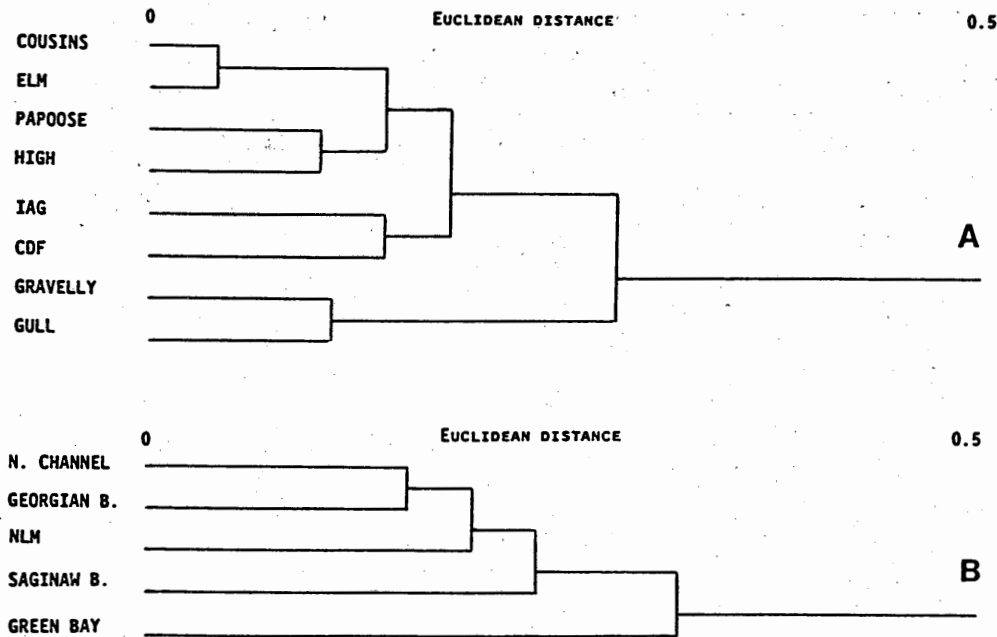 0 EUCLIDEAN DISTANCE 0.5
COUSINS
ELM
PAPOOSE
HIGH
IAG
A
CDF
GRAVELLY
GULL
0 EUCLIDEAN DISTANCE 0.5
N. CHANNEL
GEORGIAN B.
NLM
SAGINAW B.
B
GREEN BAY